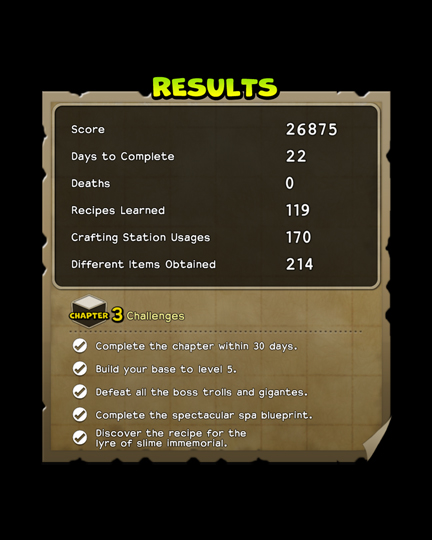 RESULTS
Score 26875
Days to Complete 22
Deaths 0
Recipes Learned 119
Crafting Station Usages 170
Different Items Obtained 214
CHAPTER 3 Challenges
Complete the chapter within 30 days.
Build your base to level 5.
Defeat all the boss trolls and gigantes.
Complete the spectacular spa blueprint.
Discover the recipe for the
lyre of slime immemorial.